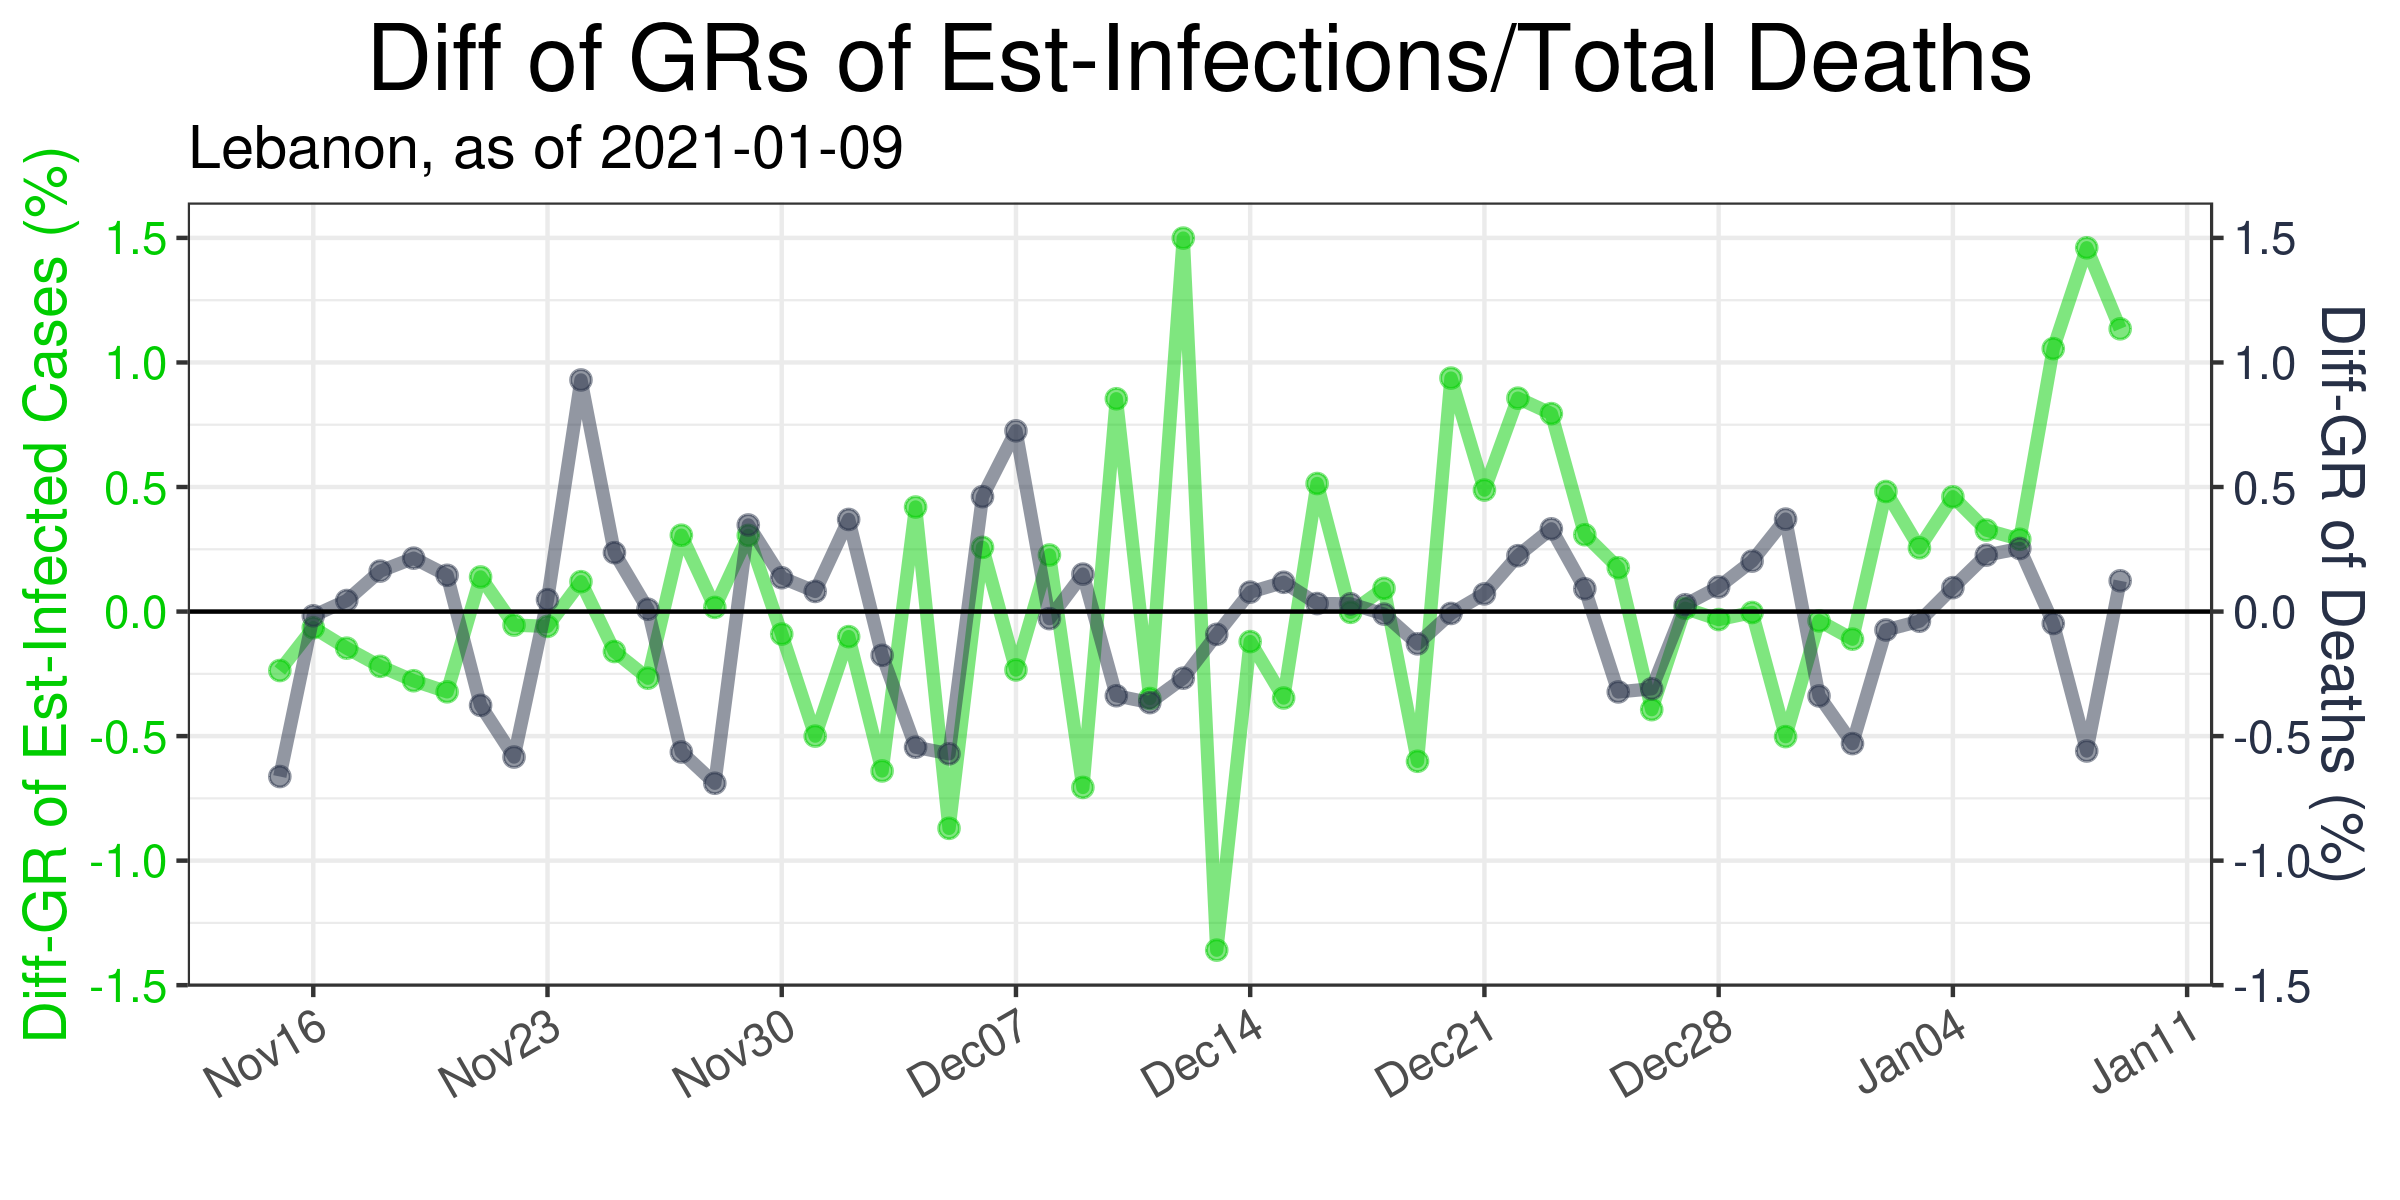 Diff of GRs of Est-Infections/Total Deaths
Lebanon, as of 2021-01-09
Diff-GR of Est-Infected Cases (%)
1.5
1.0
0.5
0.0
-0.5
-1.0
-1.5
1.5
1.0
0.5
0.0
-0.5
-1.0
-1.5
Diff-GR of Deaths (%)
Nov16
Nov23
Nov30
Dec07
Dec14
Dec21
Dec28
Jan04
Jan11